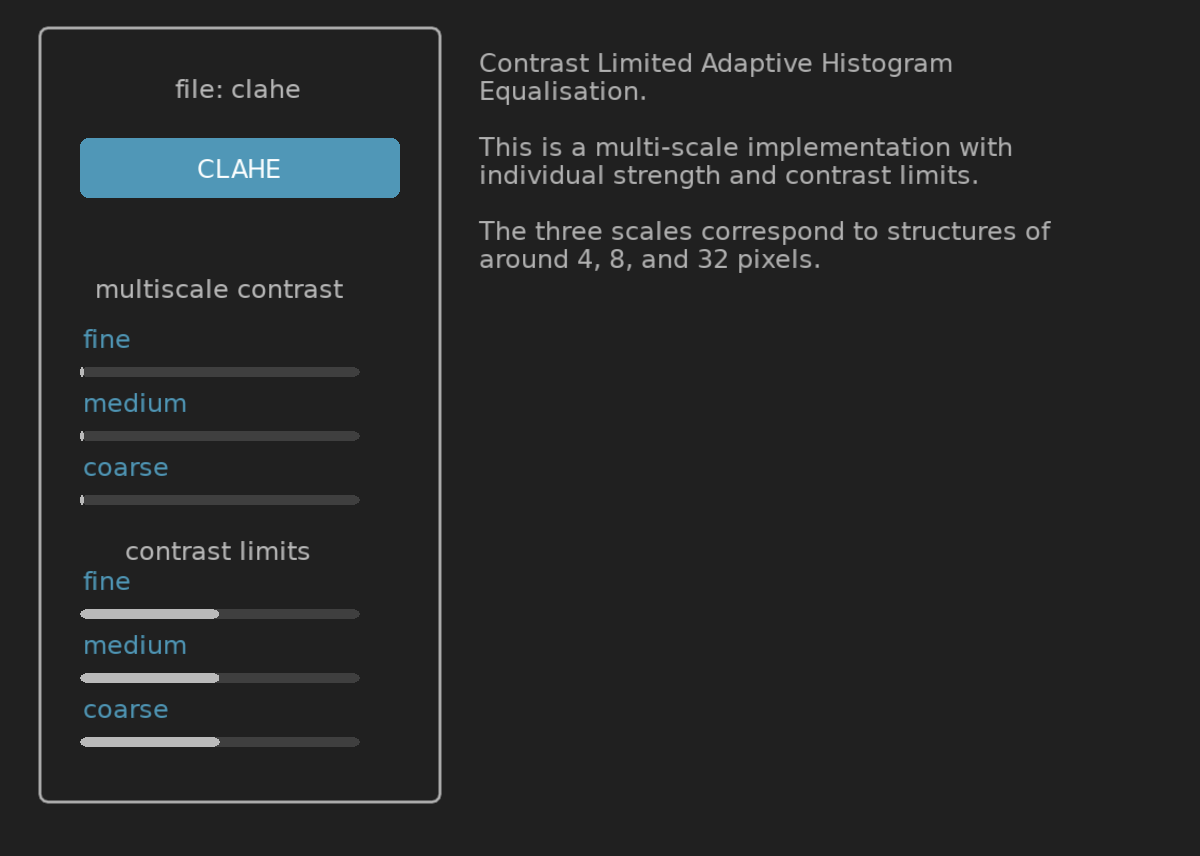 file: clahe
CLAHE
multiscale contrast
fine
medium
coarse
contrast limits
fine
medium
coarse
Contrast Limited Adaptive Histogram
Equalisation.
This is a multi-scale implementation with
individual strength and contrast limits.
The three scales correspond to structures of
around 4, 8, and 32 pixels.